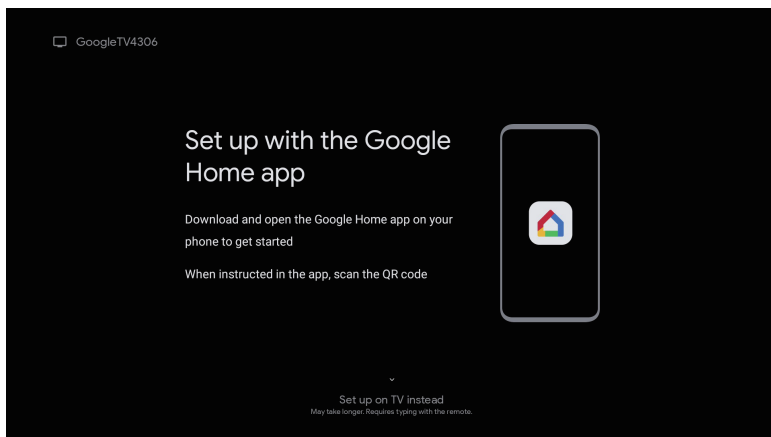 GoogleTV4306
Set up with the Google
Home app
Download and open the Google Home app on your
phone to get started
When instructed in the app, scan the QR code
Set up on TV instead
May take longer. Requires typing with the remote.